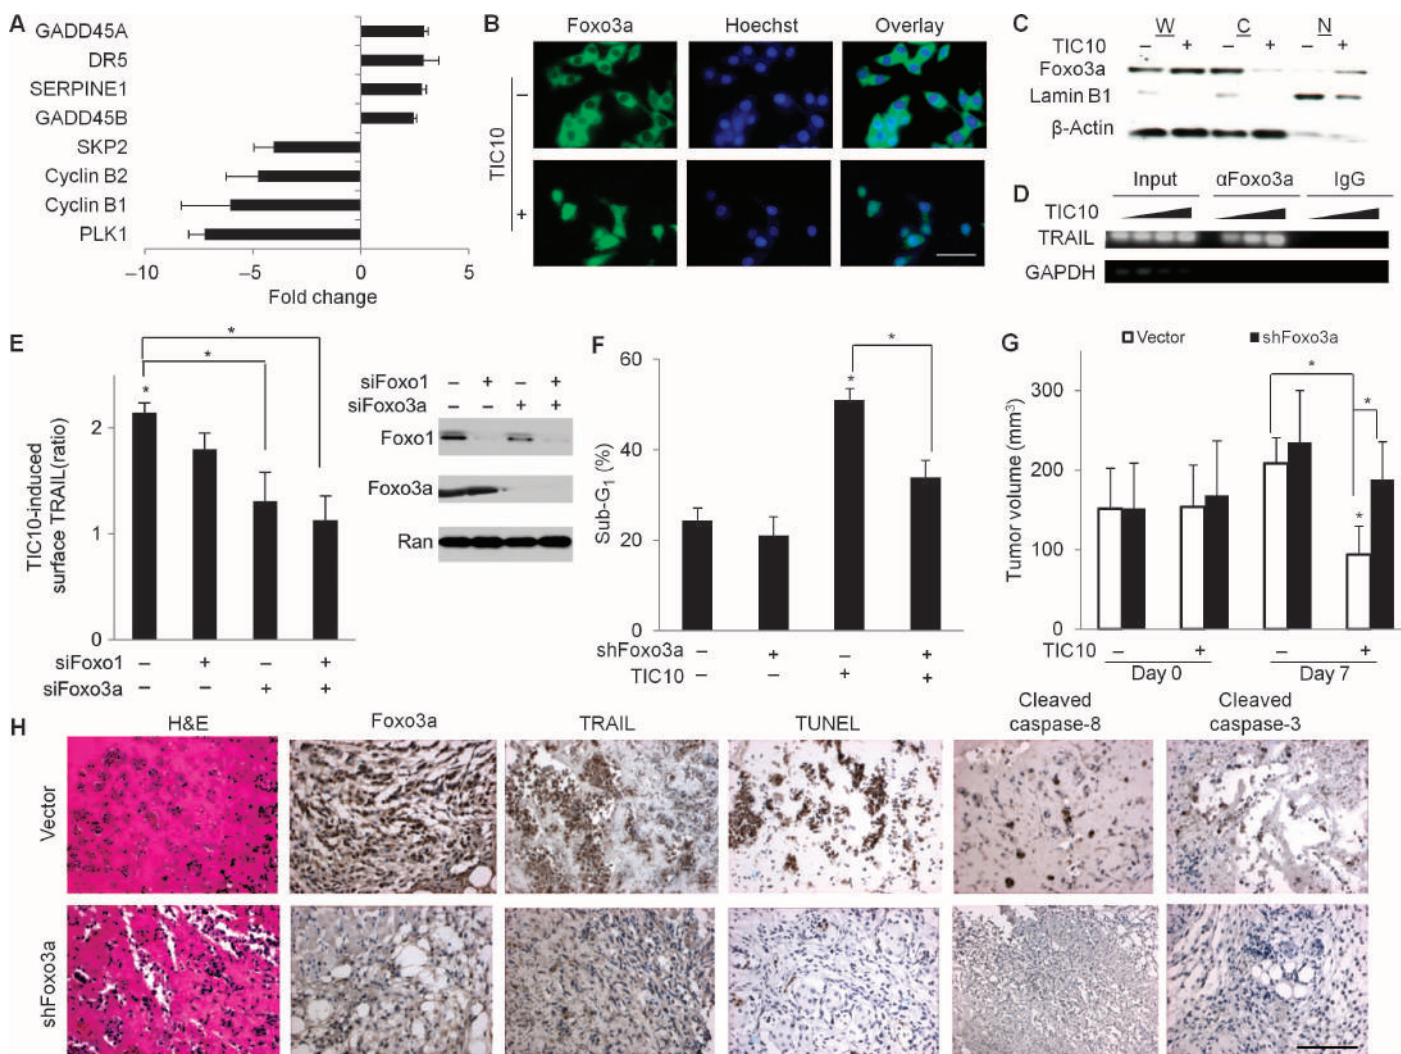 A
GADD45A
DR5
SERPINE1
GADD45B
SKP2
Cyclin B2
Cyclin B1
PLK1
−10 −5 0 5
Fold change
B
Foxo3a Hoechst Overlay
TIC10
−
+
C
W C N
TIC10 − + − + − +
Foxo3a
Lamin B1
β-Actin
D
Input αFoxo3a IgG
TIC10
TRAIL
GAPDH
E
TIC10-induced
surface TRAIL(ratio)
2
1
0
*
*
*
siFoxo1 − + − +
siFoxo3a − − + +
siFoxo1 − + − +
siFoxo3a − − + +
Foxo1
Foxo3a
Ran
F
Sub-G1 (%)
60
40
20
0
*
*
shFoxo3a − + − +
TIC10 − − + +
G
Vector shFoxo3a
Tumor volume (mm3)
300
200
100
0
*
*
*
TIC10 − + − +
Day 0 Day 7
H
H&E Foxo3a TRAIL TUNEL Cleaved caspase-8 Cleaved caspase-3
Vector
shFoxo3a